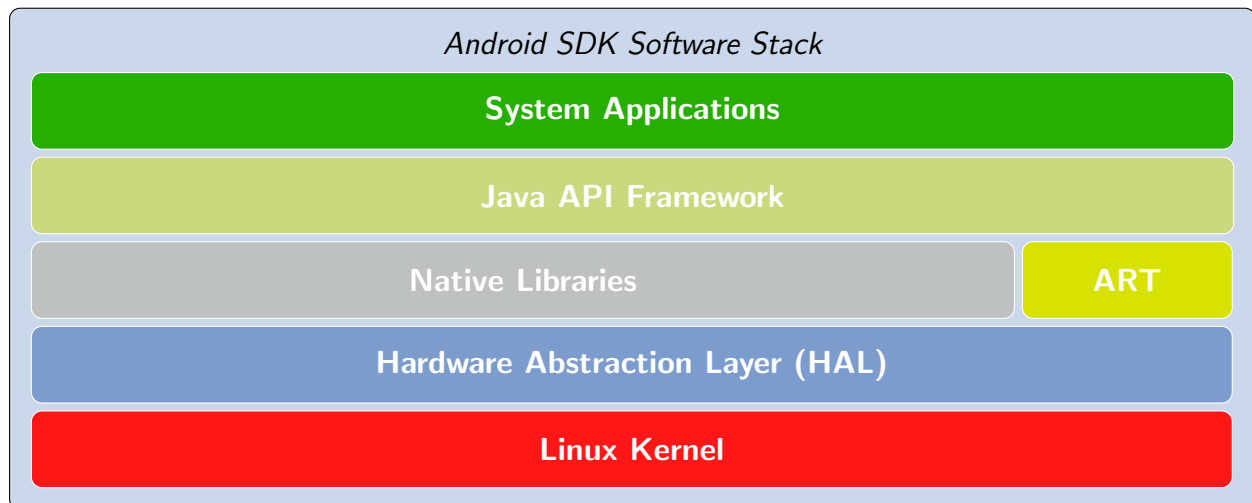 Android SDK Software Stack
System Applications
Java API Framework
Native Libraries
ART
Hardware Abstraction Layer (HAL)
Linux Kernel